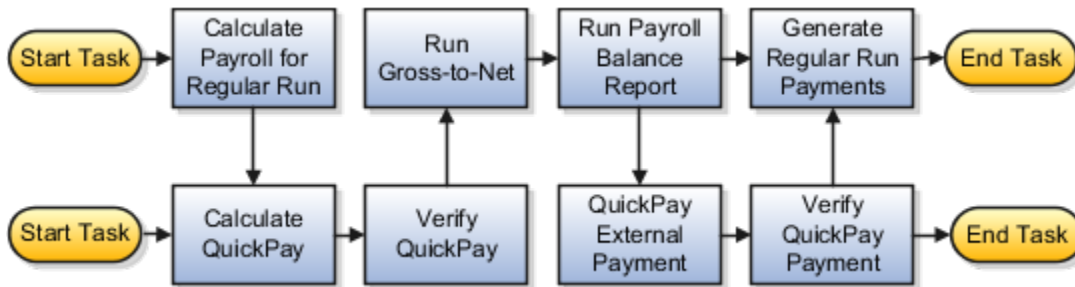 Start Task
Calculate
Payroll for
Regular Run
Run
Gross-to-Net
Run Payroll
Balance
Report
Generate
Regular Run
Payments
End Task
Start Task
Calculate
QuickPay
Verify
QuickPay
QuickPay
External
Payment
Verify
QuickPay
Payment
End Task